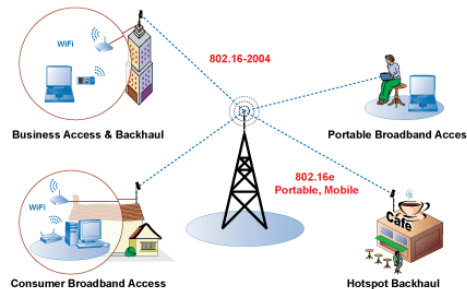 WiFi
802.16-2004
Business Access & Backhaul
Portable Broadband Acces
802.16e
Portable, Mobile
WiFi
Cafe
Consumer Broadband Access
Hotspot Backhaul